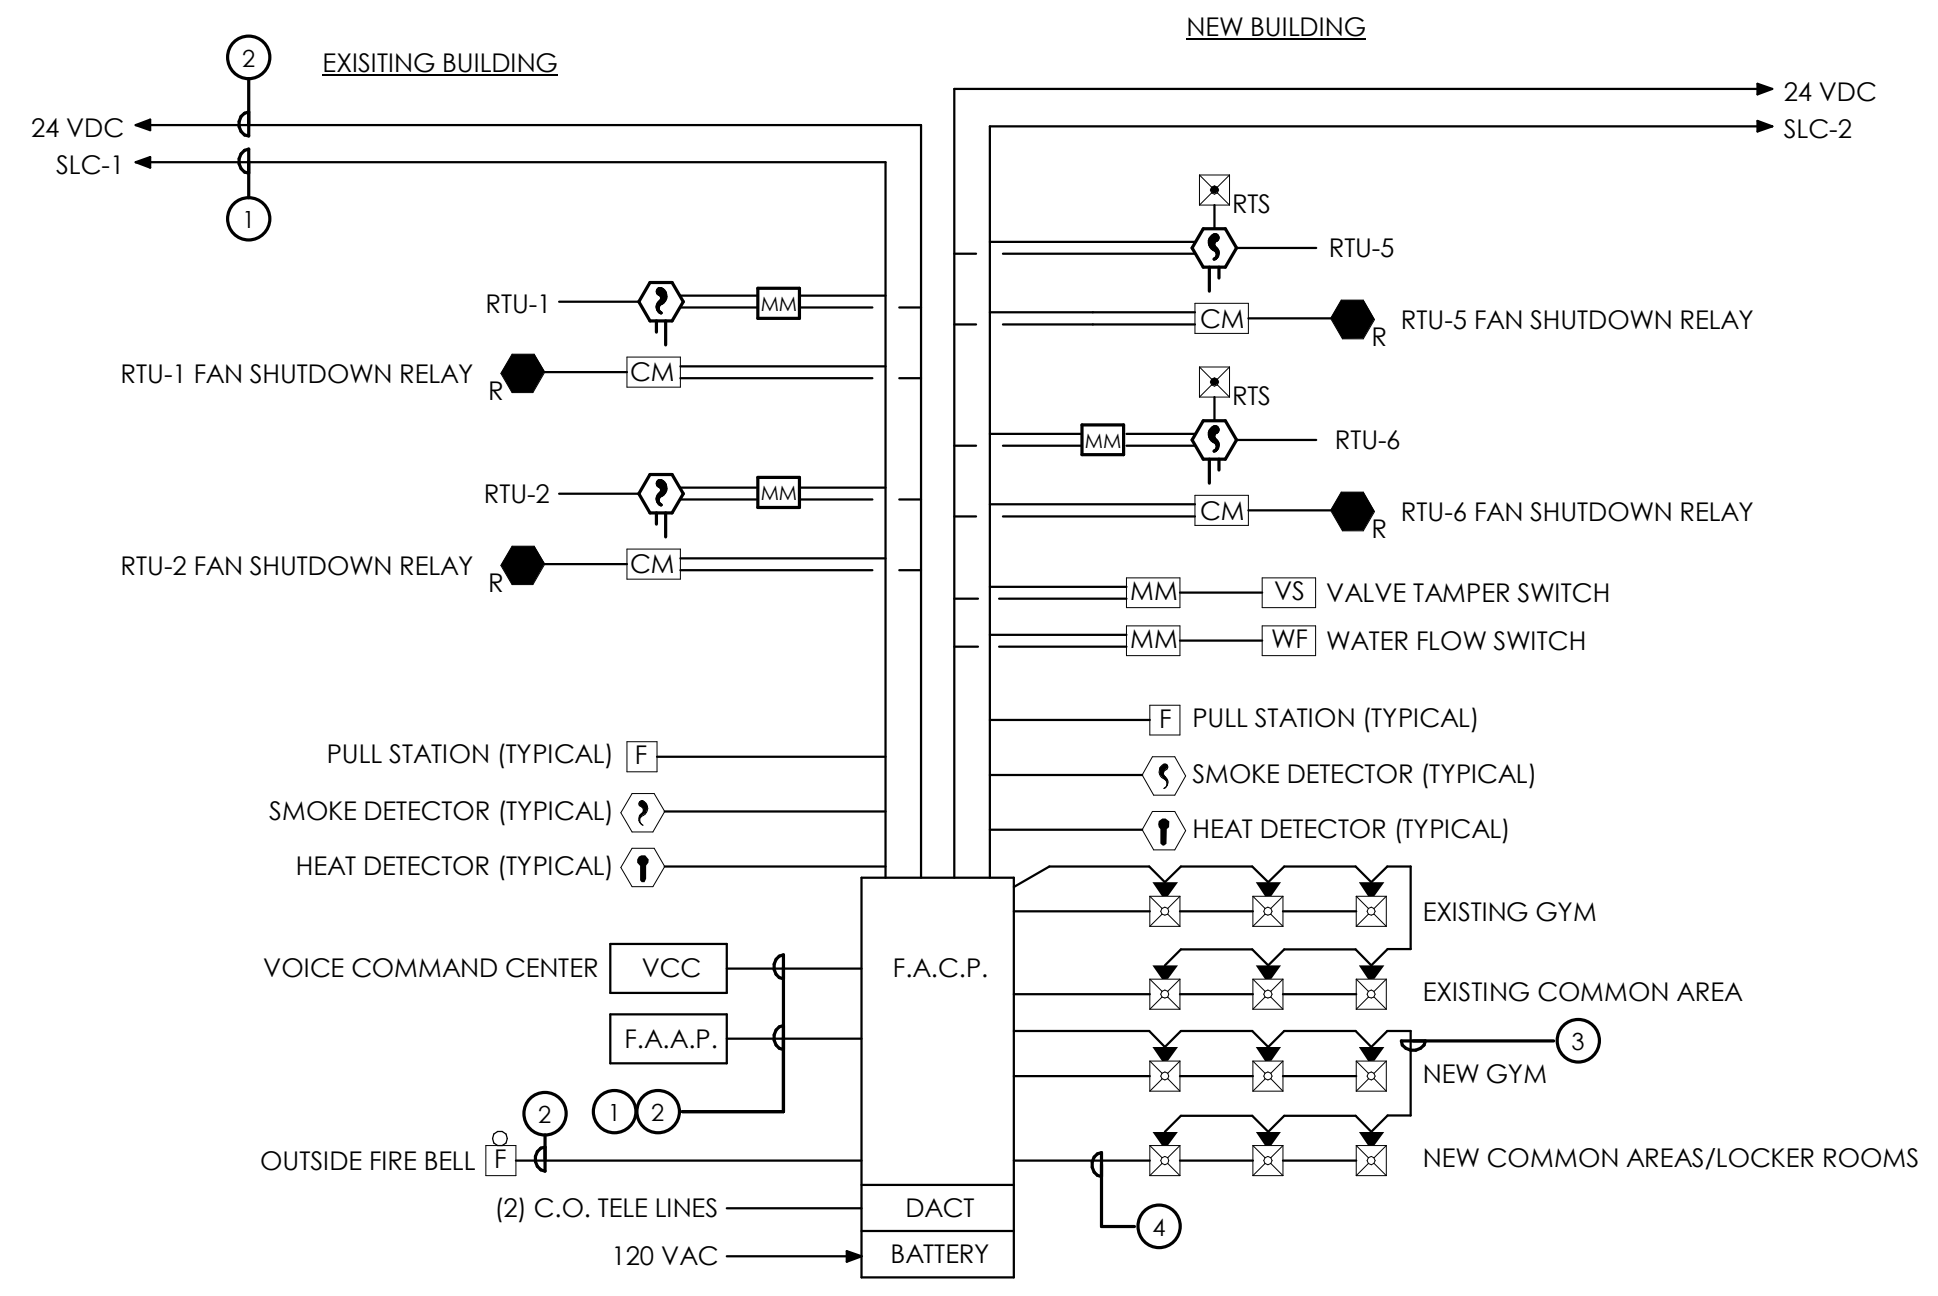 NEW BUILDING
2
EXISITING BUILDING
24 VDC
24 VDC
SLC-2
SLC-1
1
RTS
RTU-5
RTU-1
MM
CM
R
RTU-5 FAN SHUTDOWN RELAY
RTU-1 FAN SHUTDOWN RELAY
R
CM
RTS
MM
RTU-6
RTU-2
MM
CM
R
RTU-6 FAN SHUTDOWN RELAY
RTU-2 FAN SHUTDOWN RELAY
R
CM
MM
VS
VALVE TAMPER SWITCH
MM
WF
WATER FLOW SWITCH
F
PULL STATION (TYPICAL)
PULL STATION (TYPICAL)
F
SMOKE DETECTOR (TYPICAL)
SMOKE DETECTOR (TYPICAL)
HEAT DETECTOR (TYPICAL)
HEAT DETECTOR (TYPICAL)
EXISTING GYM
VOICE COMMAND CENTER
VCC
F.A.C.P.
EXISTING COMMON AREA
F.A.A.P.
3
NEW GYM
2
1
2
OUTSIDE FIRE BELL
F
NEW COMMON AREAS/LOCKER ROOMS
(2) C.O. TELE LINES
DACT
4
120 VAC
BATTERY